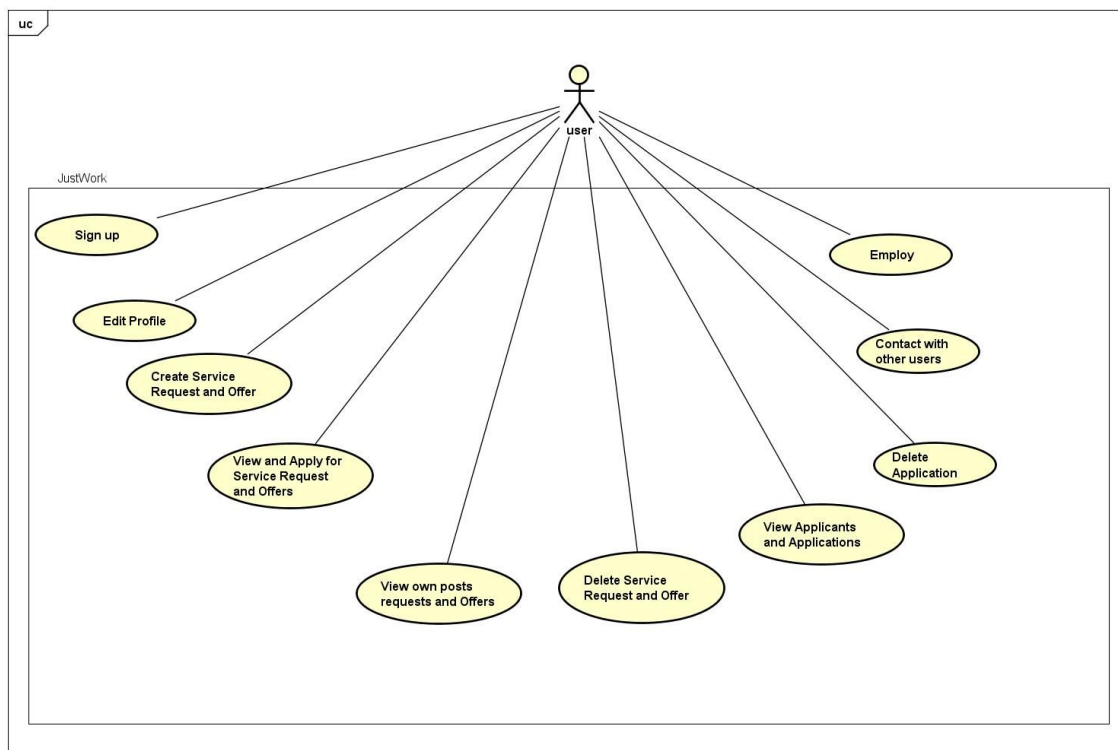 uc
user
JustWork
Sign up
Employ
Edit Profile
Contact with
other users
Create Service
Request and Offer
View and Apply for
Service Request
and Offers
Delete
Application
View Applicants
and Applications
View own posts
requests and Offers
Delete Service
Request and Offer